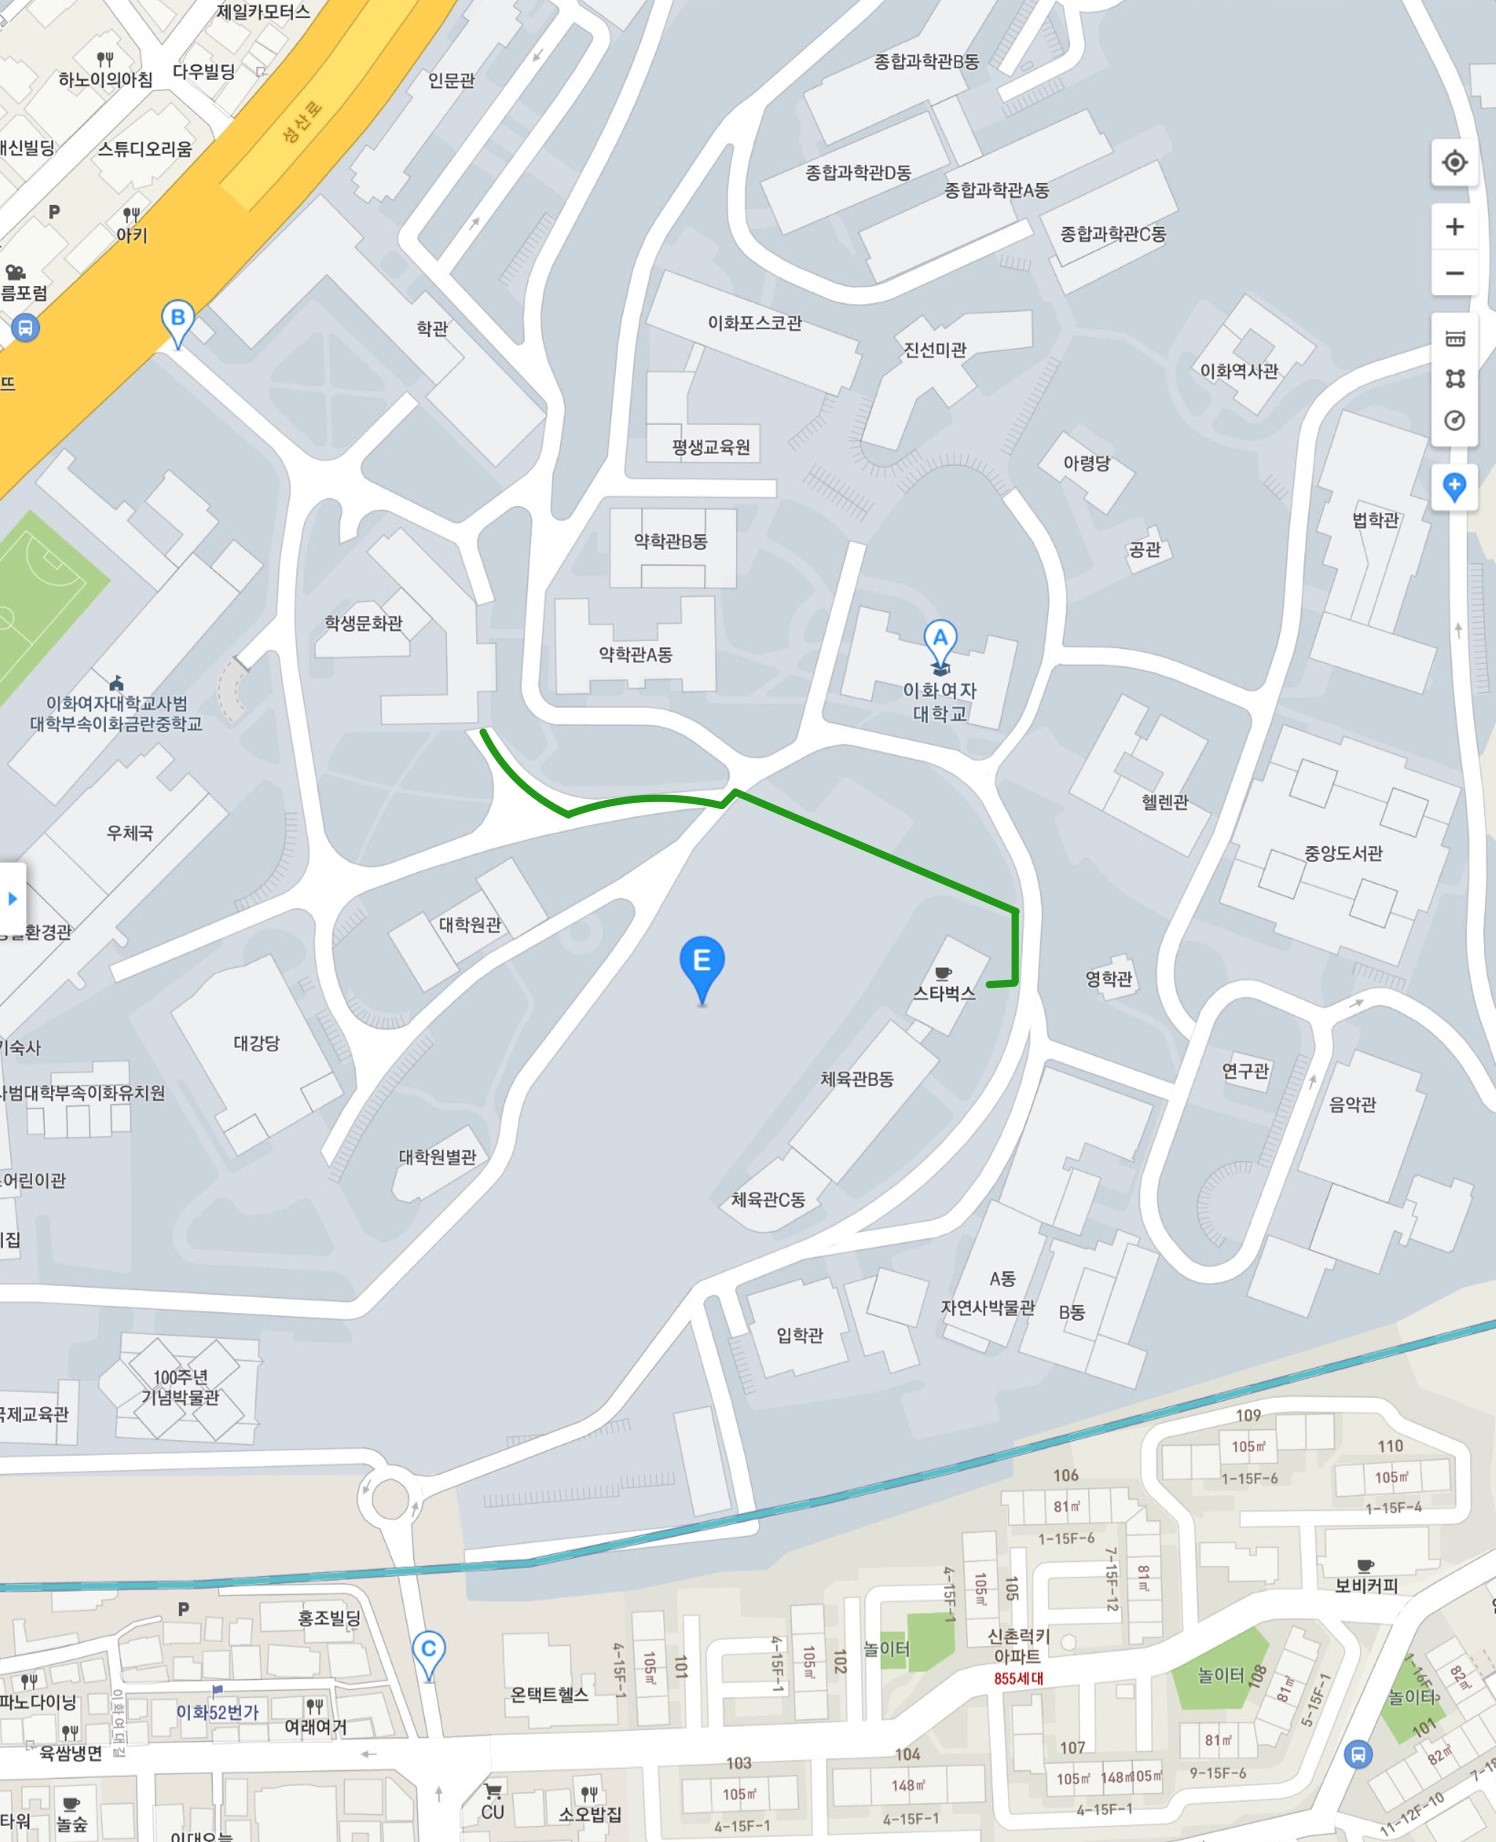 제일카모터스
하노이의아침
다우빌딩
인문관
종합과학관B동
성산로
스튜디오리움
종합과학관D동
종합과학관A동
종합과학관C동
P
아키
름포럼
B
학관
이화포스코관
진선미관
이화역사관
뜨
평생교육원
아령당
법학관
약학관B동
공관
학생문화관
약학관A동
A
이화여자
대학교
이화여자대학교사범
대학부속이화금란중학교
헬렌관
우체국
중앙도서관
대학원관
환경관
E
스타벅스
영학관
대강당
기숙사
체육관B동
연구관
사범대학부속이화유치원
음악관
대학원별관
어린이관
체육관C동
집
A동
자연사박물관
B동
입학관
100주년
기념박물관
국제교육관
109
105㎡
1-15F-6
110
105㎡
1-15F-4
106
81㎡
1-15F-6
7-15F-12
81㎡
보비커피
P
홍조빌딩
4-15F-1
105㎡
105
4-15F-1
105㎡
101
4-15F-1
105㎡
102
놀이터
신촌럭키
아파트
855세대
C
온택트헬스
놀이터
108
81㎡
5-15F-1
1-16F-2
82㎡
놀이터
파노다이닝
이화여대길
이화52번가
여래여거
육쌈냉면
103
105㎡
4-15F-1
104
148㎡
4-15F-1
107
105㎡
148㎡
05㎡
4-15F-1
81㎡
9-15F-6
101
82㎡
7-18
11-12F-10
CU
소오밥집
타워
놀숲
이대오늘